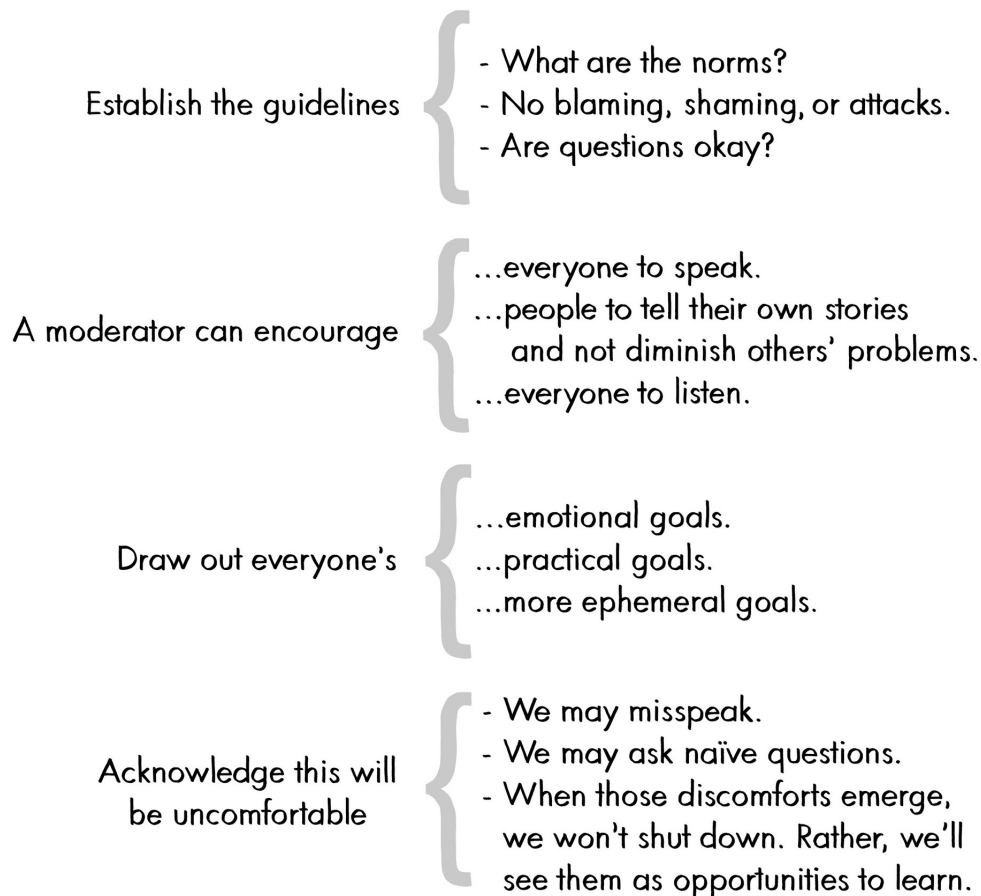 Establish the guidelines
- What are the norms?
- No blaming, shaming, or attacks.
- Are questions okay?
A moderator can encourage
...everyone to speak.
...people to tell their own stories
and not diminish others' problems.
...everyone to listen.
Draw out everyone's
...emotional goals.
...practical goals.
...more ephemeral goals.
Acknowledge this will
be uncomfortable
- We may misspeak.
- We may ask naïve questions.
- When those discomforts emerge,
we won't shut down. Rather, we'll
see them as opportunities to learn.